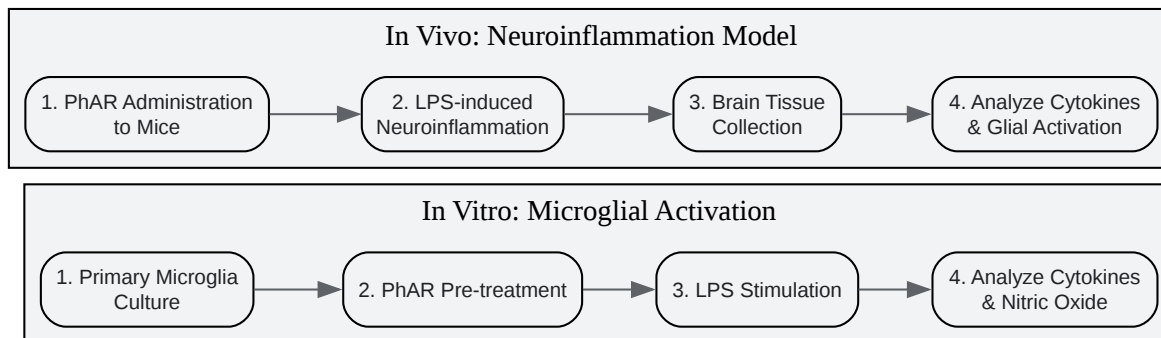 In Vivo: Neuroinflammation Model
1. PhAR Administration
to Mice
2. LPS-induced
Neuroinflammation
3. Brain Tissue
Collection
4. Analyze Cytokines
& Glial Activation
In Vitro: Microglial Activation
1. Primary Microglia
Culture
2. PhAR Pre-treatment
3. LPS Stimulation
4. Analyze Cytokines
& Nitric Oxide